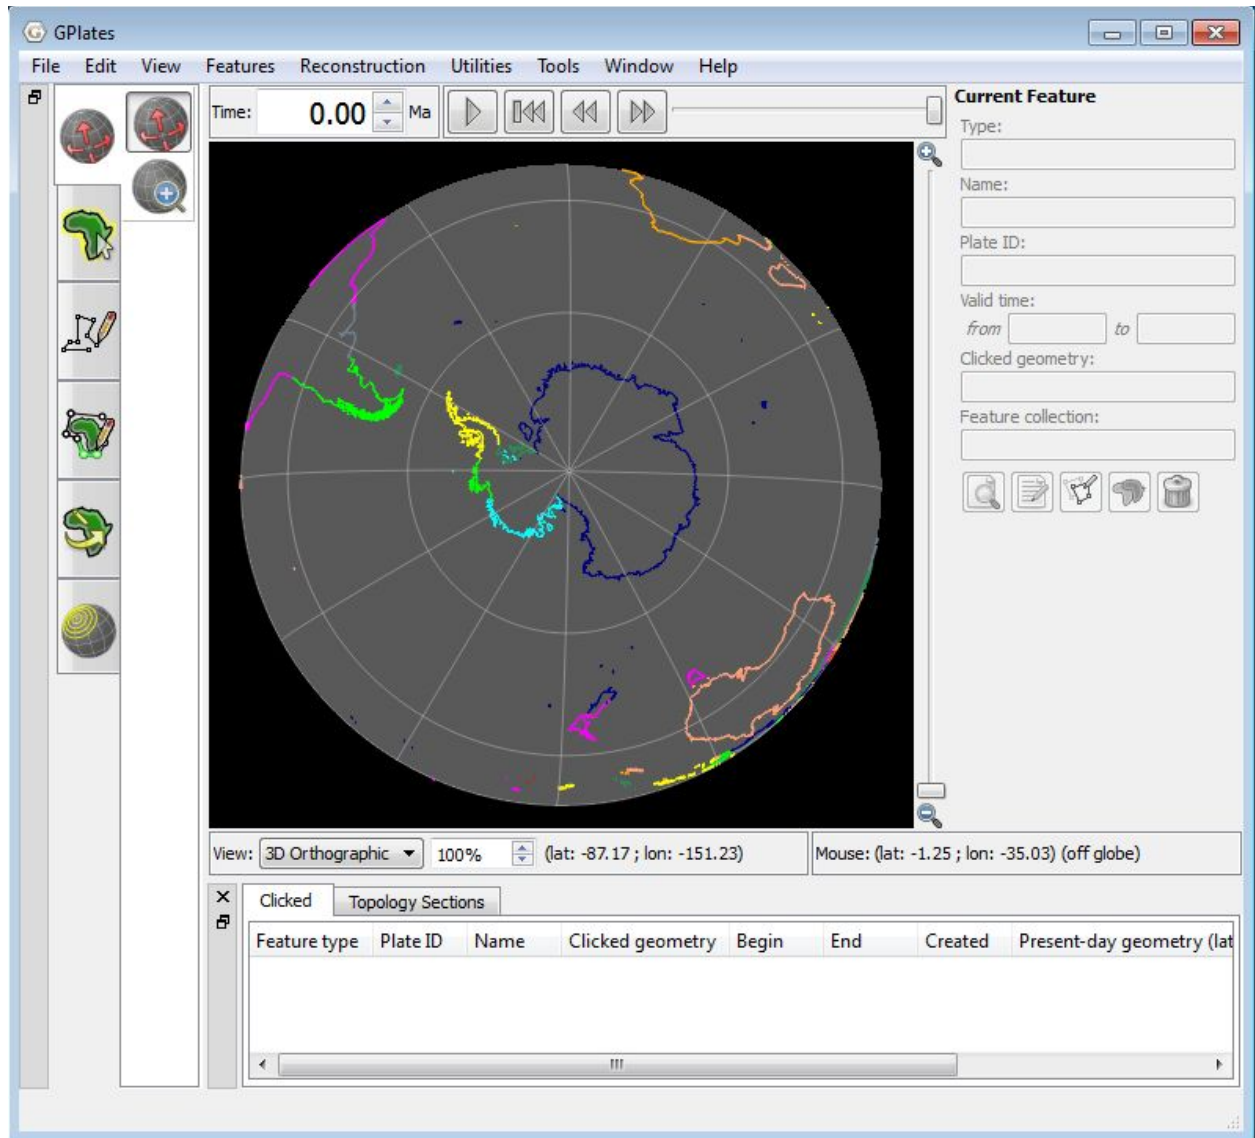 GPlates
File Edit View Features Reconstruction Utilities Tools Window Help
Time: 0.00 Ma
Current Feature
Type:
Name:
Plate ID:
Valid time:
from to
Clicked geometry:
Feature collection:
View: 3D Orthographic 100% (lat: -87.17 ; lon: -151.23) Mouse: (lat: -1.25 ; lon: -35.03) (off globe)
Clicked Topology Sections
Feature type Plate ID Name Clicked geometry Begin End Created Present-day geometry (lat